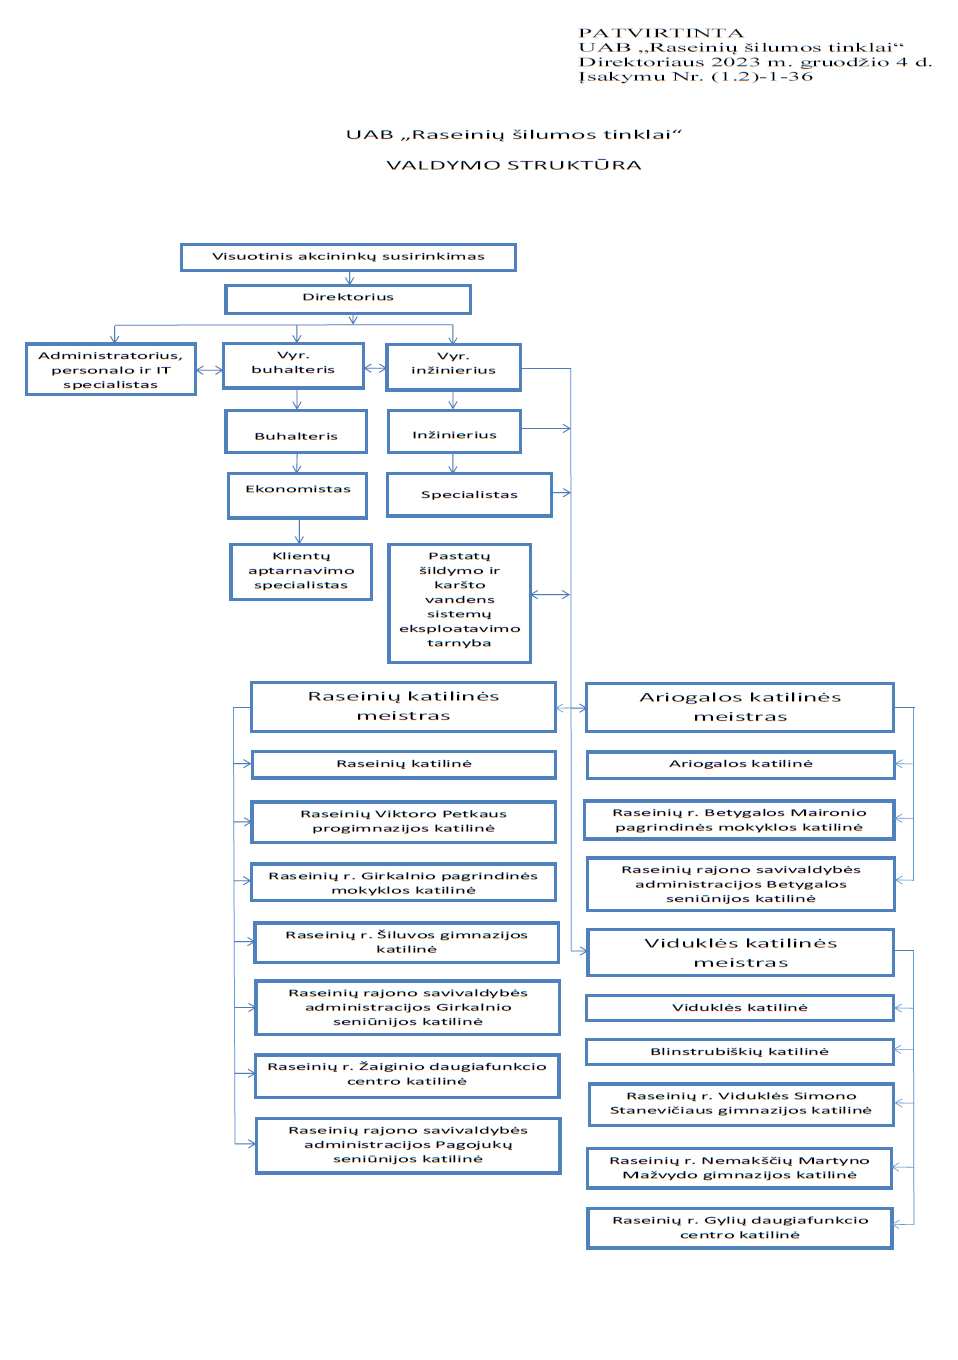 PATVIRTINTA
UAB „Raseinių šilumos tinklai“
Direktoriaus 2023 m. gruodžio 4 d.
Įsakymu Nr. (1.2)-1-36
UAB „Raseinių šilumos tinklai“
VALDYMO STRUKTŪRA
Visuotinis akcininkų susirinkimas
Direktorius
Administratorius,
personalo ir IT
specialistas
Vyr.
buhalteris
Vyr.
inžinierius
Buhalteris
Inžinierius
Ekonomistas
Specialistas
Klientų
aptarnavimo
specialistas
Pastatų
šildymo ir
karšto
vandens
sistemų
eksploatavimo
tarnyba
Raseinių katilinės
meistras
Raseinių katilinė
Raseinių Viktoro Petkaus
progimnazijos katilinė
Raseinių r. Girkalnio pagrindinės
mokyklos katilinė
Raseinių r. Šiluvos gimnazijos
katilinė
Raseinių rajono savivaldybės
administracijos Girkalnio
seniūnijos katilinė
Raseinių r. Žaiginio daugiafunkcio
centro katilinė
Raseinių rajono savivaldybės
administracijos Pagojukų
seniūnijos katilinė
Ariogalos katilinės
meistras
Ariogalos katilinė
Raseinių r. Betygalos Maironio
pagrindinės mokyklos katilinė
Raseinių rajono savivaldybės
administracijos Betygalos
seniūnijos katilinė
Viduklės katilinės
meistras
Viduklės katilinė
Blinstrubiškių katilinė
Raseinių r. Viduklės Simono
Stanevičiaus gimnazijos katilinė
Raseinių r. Nemakščių Martyno
Mažvydo gimnazijos katilinė
Raseinių r. Gylių daugiafunkcio
centro katilinė